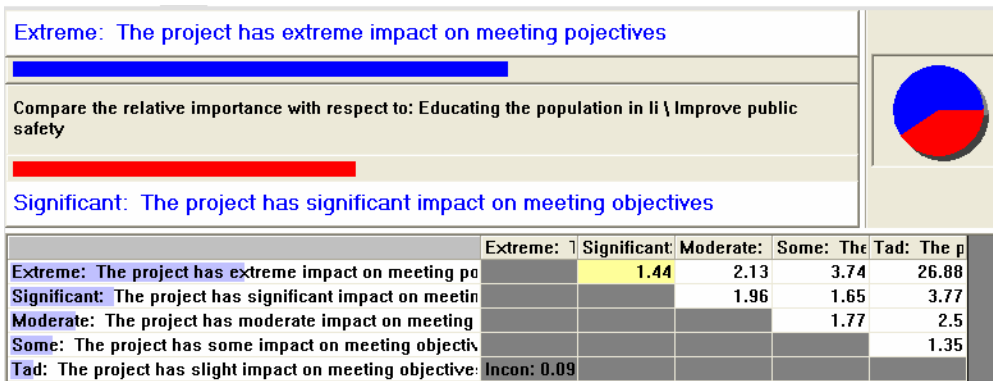 Extreme: The project has extreme impact on meeting pojectives
Compare the relative importance with respect to: Educating the population in li \ Improve public
safety
Significant: The project has significant impact on meeting objectives
Extreme: Significant: Moderate: Some: The Tad: The p
Extreme: The project has extreme impact on meeting po 1.44 2.13 3.74 26.88
Significant: The project has significant impact on meetin 1.96 1.65 3.77
Moderate: The project has moderate impact on meeting 1.77 2.5
Some: The project has some impact on meeting objectiv 1.35
Tad: The project has slight impact on meeting objective: Incon: 0.09